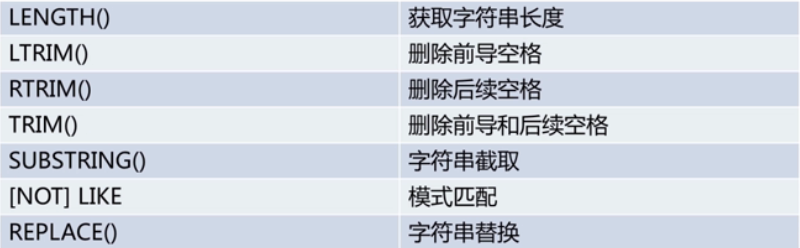 LENGTH() 获取字符串长度
LTRIM() 删除前导空格
RTRIM() 删除后续空格
TRIM() 删除前导和后续空格
SUBSTRING() 字符串截取
[NOT] LIKE 模式匹配
REPLACE() 字符串替换